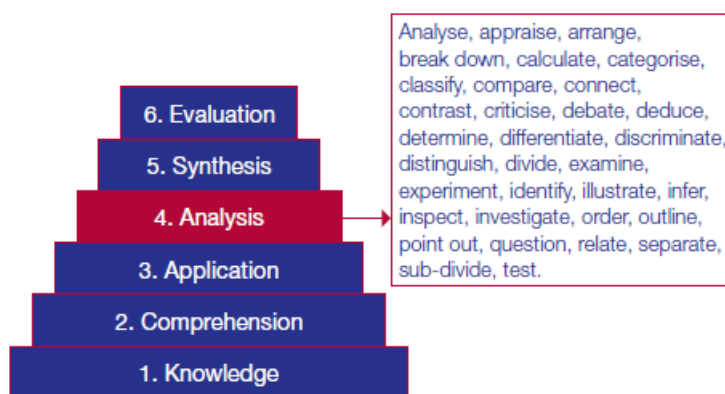 Analyse, appraise, arrange,
break down, calculate, categorise,
classify, compare, connect,
contrast, criticise, debate, deduce,
determine, differentiate, discriminate,
distinguish, divide, examine,
experiment, identify, illustrate, infer,
inspect, investigate, order, outline,
point out, question, relate, separate,
sub-divide, test.
6. Evaluation
5. Synthesis
4. Analysis
3. Application
2. Comprehension
1. Knowledge